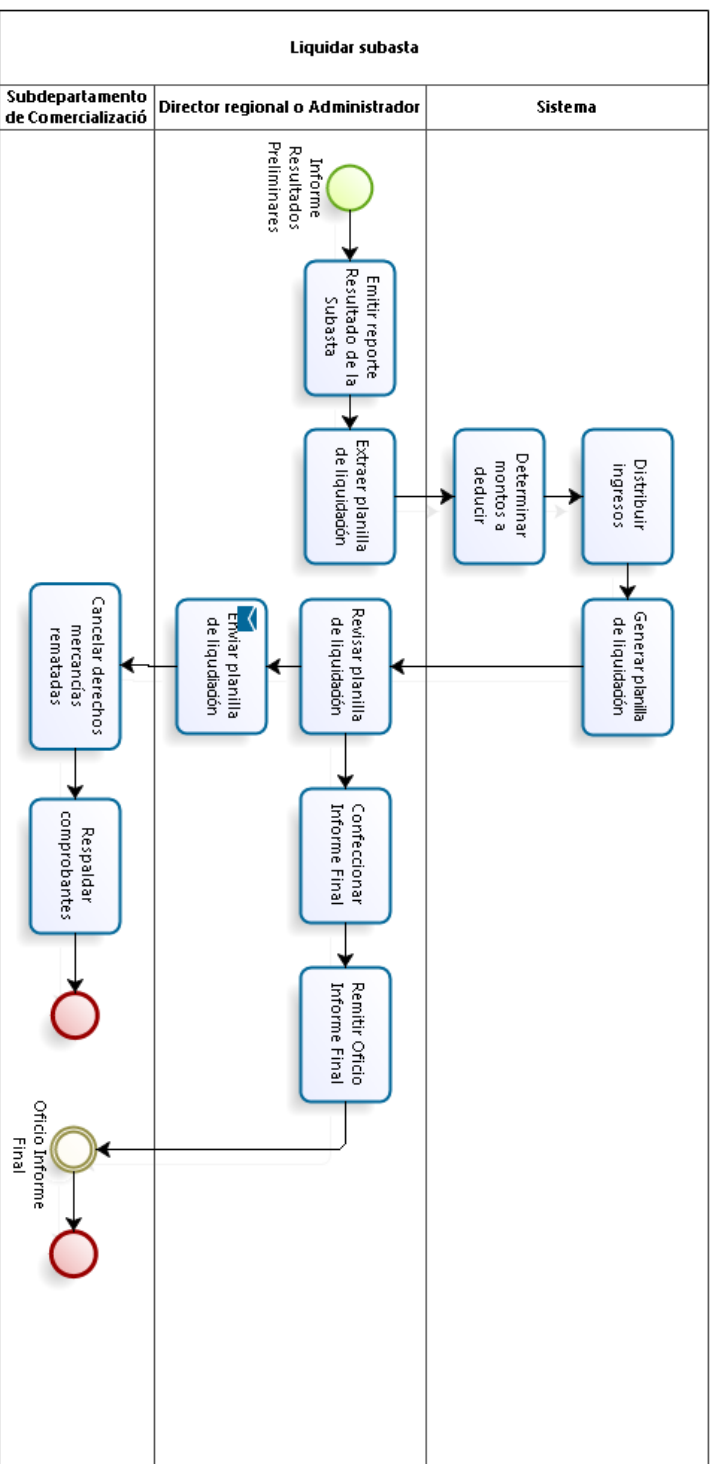 Liquidar subasta
Subdepartamento
de Comercializació
Director regional o Administrador
Sistema
Informe
Resultados
Preliminares
Emitir reporte
Resultado de la
Subasta
Extraer planilla
de liquidación
Determinar
montos a
deducir
Distribuir
ingresos
Generar planilla
de liquidación
Revisar planilla
de liquidación
Enviar planilla
de liqudiación
Cancelar derechos
mercancías
rematadas
Respaldar
comprobantes
Confeccionar
Informe Final
Remitir Oficio
Informe Final
Oficio Informe
Final